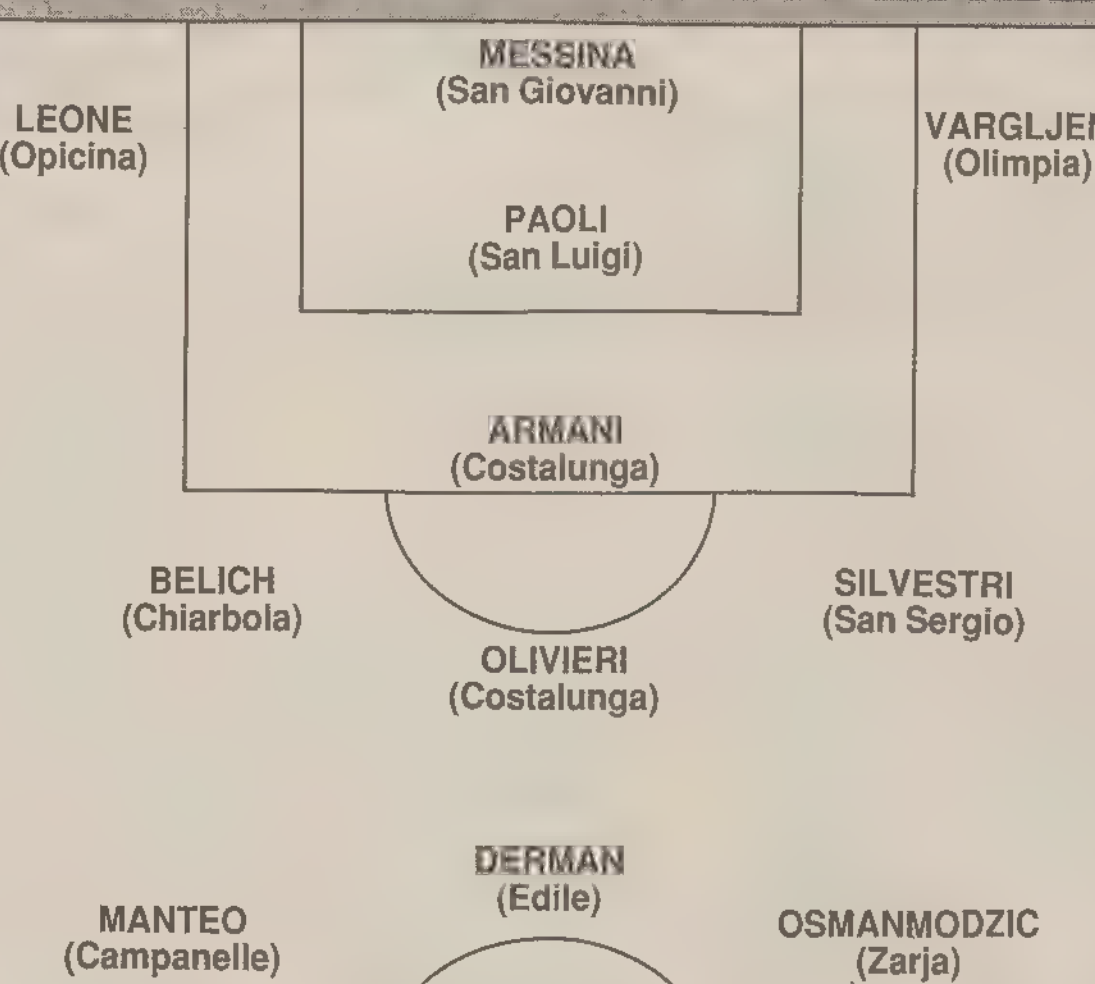 MESSINA
(San Giovanni)
LEONE
(Opicina)
(Olimpia)
PAOLI
(San Luigi)
ARMANI
(Costalunga)
BELICH
(Chiarbola)
SILVESTRI
(San Sergio)
OLIVIERI
(Costalunga)
DERMAN
(Edile)
MANTEO
(Campanelle)
OSMANMODZIC
(Zarja)